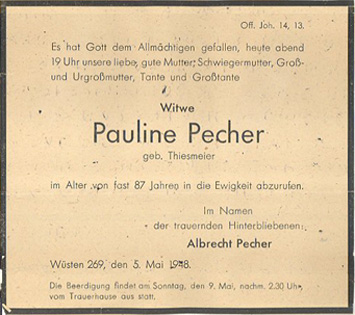 Off. Joh. 14, 13.
Es hat Gott dem Allmächtigen gefallen, heute abend
19 Uhr unsere liebe, gute Mutter, Schwiegermutter, Groß-
und Urgroßmutter, Tante und Großtante
Witwe
Pauline Pecher
geb. Thiesmeier
im Alter von fast 87 Jahren in die Ewigkeit abzurufen.
Im Namen
der trauernden Hinterbliebenen:
Albrecht Pecher
Wüsten 269, den 5. Mai 1948.
Die Beerdigung findet am Sonntag, den 9. Mai, nachm. 2.30 Uhr,
vom Trauerhause aus statt.